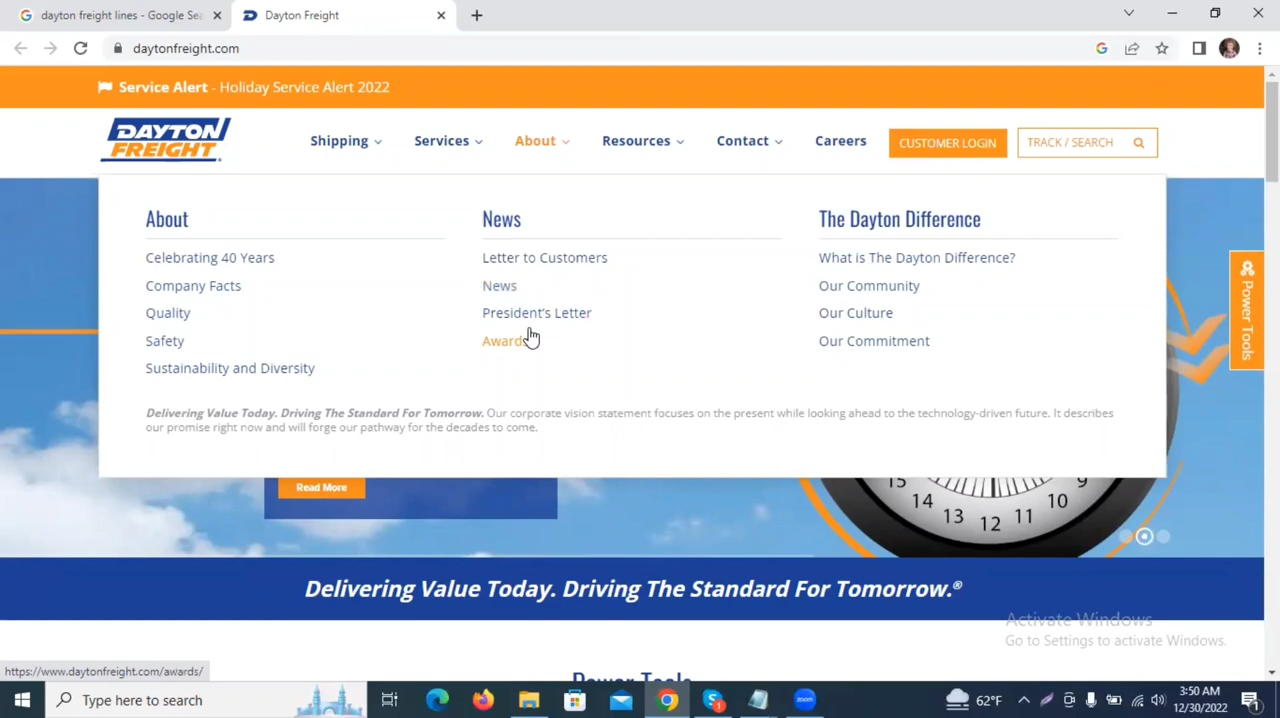 dayton freight lines - Google Sea
Dayton Freight
daytonfreight.com
Service Alert - Holiday Service Alert 2022
DAYTON
FREIGHT
Shipping
Services
About
Resources
Contact
Careers
CUSTOMER LOGIN
TRACK / SEARCH
About
Celebrating 40 Years
Company Facts
Quality
Safety
Sustainability and Diversity
News
Letter to Customers
News
President's Letter
Award
The Dayton Difference
What is The Dayton Difference?
Our Community
Our Culture
Our Commitment
Delivering Value Today. Driving The Standard For Tomorrow. Our corporate vision statement focuses on the present while looking ahead to the technology-driven future. It describes
our promise right now and will forge our pathway for the decades to come.
Power Tools
Read More
15
14
13
12
11
10
9
Delivering Value Today. Driving The Standard For Tomorrow.®
Activate Windows
Go to Settings to activate Windows.
Power Tools
https://www.daytonfreight.com/awards/
Type here to search
zoom
62°F
3:50 AM
12/30/2022